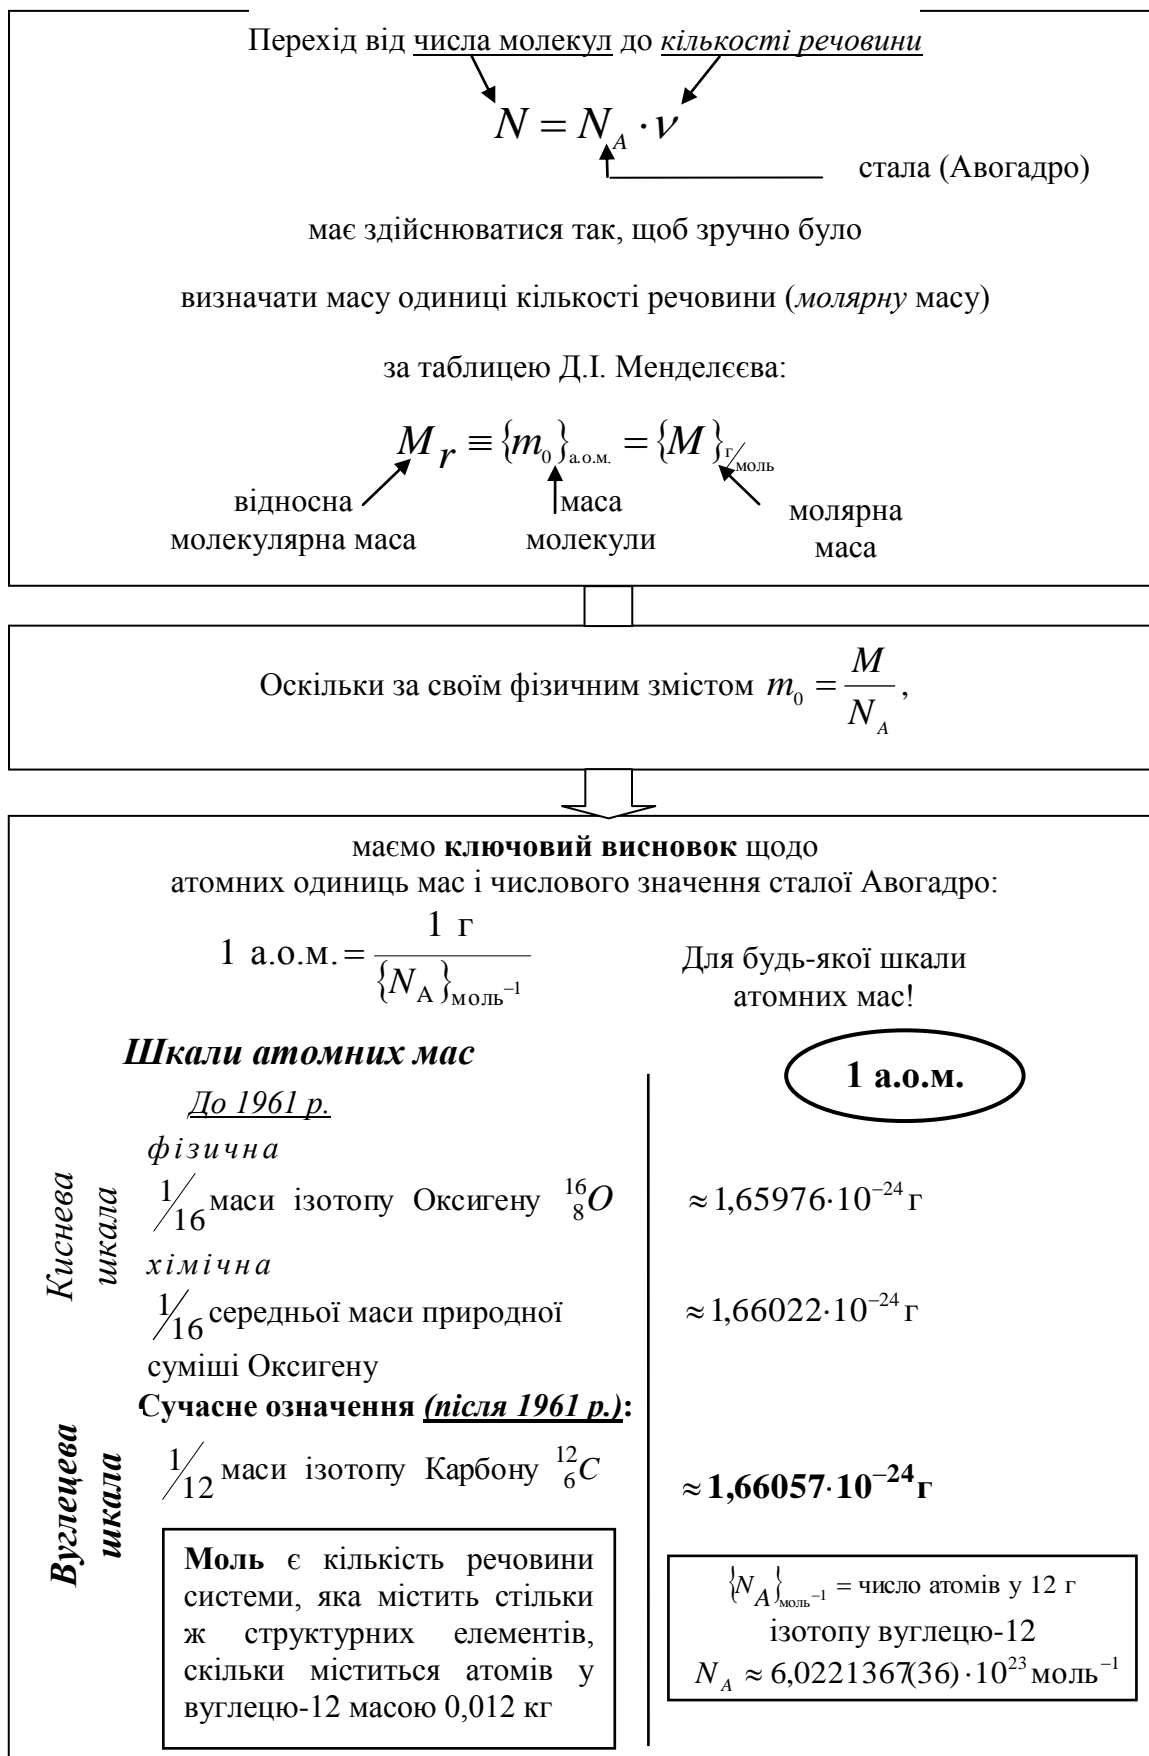 Перехід від числа молекул до кількості речовини
N = N_A · ν
стала (Авогадро)
має здійснюватися так, щоб зручно було
визначати масу одиниці кількості речовини (молярну масу)
за таблицею Д.І. Менделєєва:
M_r ≡ {m_0}_а.о.м. = {M}_г/моль
відносна
молекулярна маса
маса
молекули
молярна
маса
Оскільки за своїм фізичним змістом m_0 = M/N_A,
маємо ключовий висновок щодо
атомних одиниць мас і числового значення сталої Авогадро:
1 а.о.м. = 1 г/{N_A}_моль⁻¹
Для будь-якої шкали
атомних мас!
Шкали атомних мас
1 а.о.м.
До 1961 р.
Киснева
шкала
фізична
1/16 маси ізотопу Оксигену ¹⁶₈O
≈ 1,65976·10⁻²⁴ г
хімічна
1/16 середньої маси природної
суміші Оксигену
≈ 1,66022·10⁻²⁴ г
Вуглецева
шкала
Сучасне означення (після 1961 р.):
1/12 маси ізотопу Карбону ¹²₆C
≈ 1,66057·10⁻²⁴ г
Моль є кількість речовини
системи, яка містить стільки
ж структурних елементів,
скільки міститься атомів у
вуглецю-12 масою 0,012 кг
{N_A}_моль⁻¹ = число атомів у 12 г
ізотопу вуглецю-12
N_A ≈ 6,0221367(36)·10²³ моль⁻¹